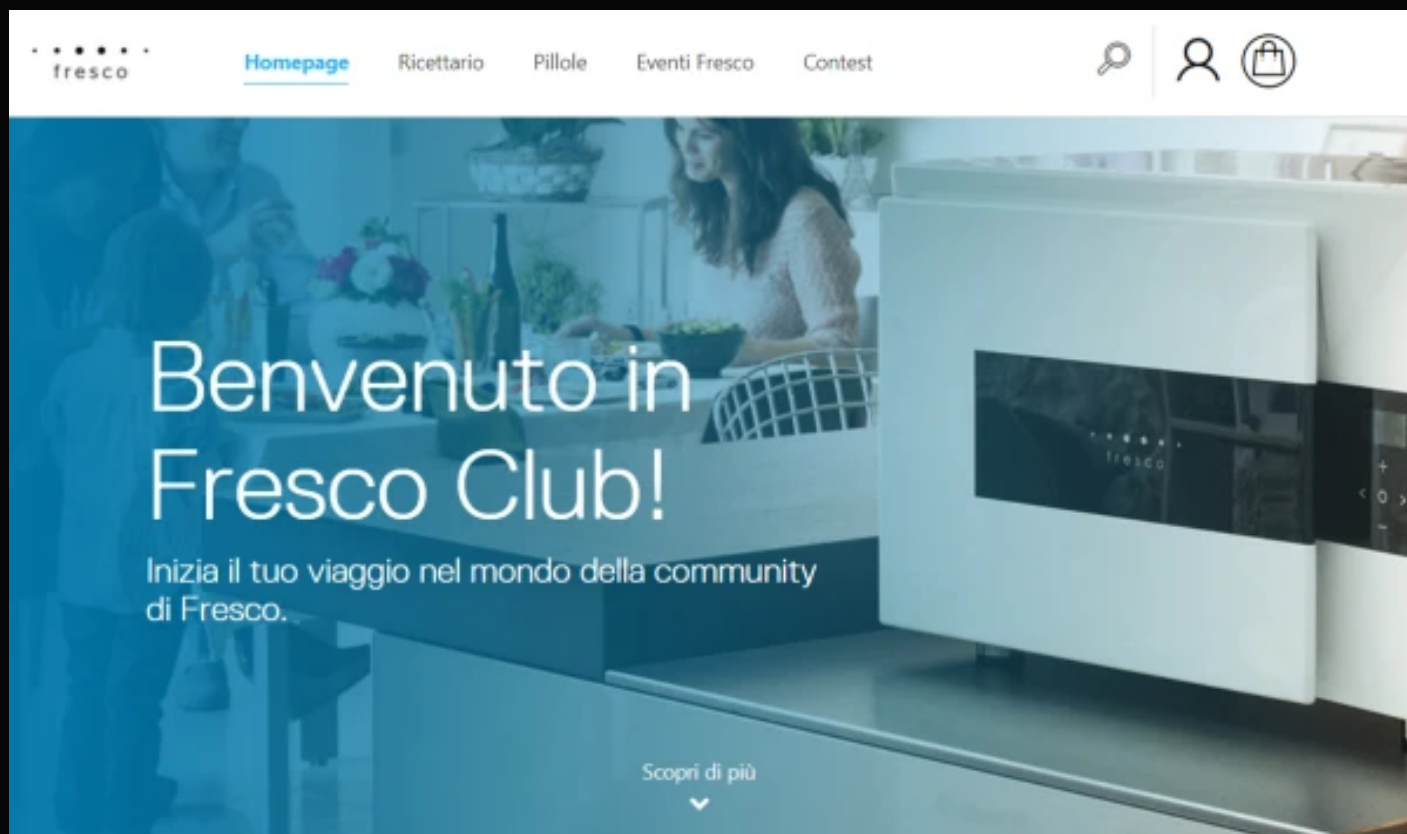 fresco
Homepage
Ricettario
Pillole
Eventi Fresco
Contest
Benvenuto in
Fresco Club!
Inizia il tuo viaggio nel mondo della community
di Fresco.
fresco
+
< 0 >
-
Scopri di più